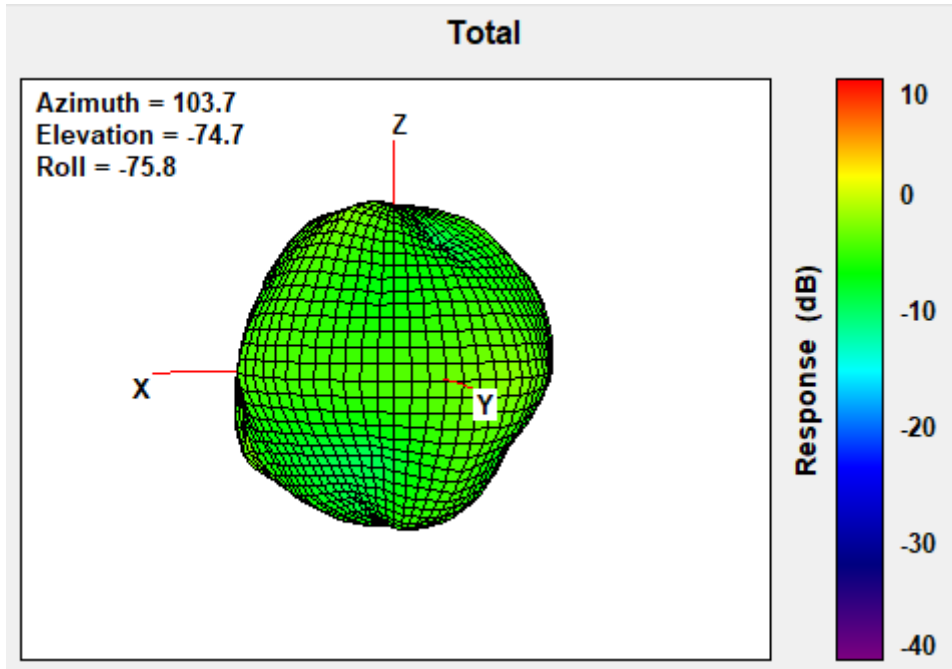 Total
Azimuth = 103.7
Elevation = -74.7
Roll = -75.8
Z
X
Y
10
0
-10
-20
-30
-40
Response (dB)